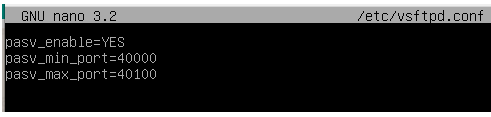 GNU nano 3.2 /etc/vsftpd.conf
pasv_enable=YES
pasv_min_port=40000
pasv_max_port=40100